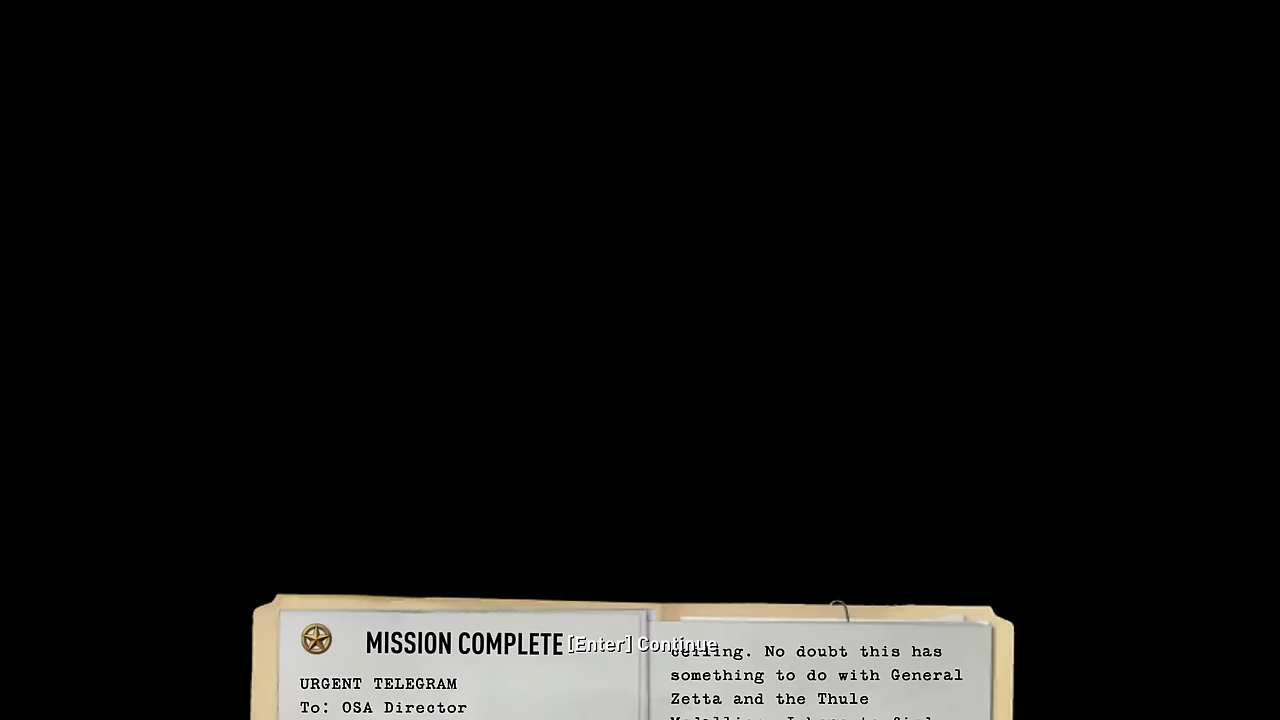 MISSION COMPLETE
URGENT TELEGRAM
To: OSA Director
[Enter] Continue
ceiling. No doubt this has
something to do with General
Zetta and the Thule